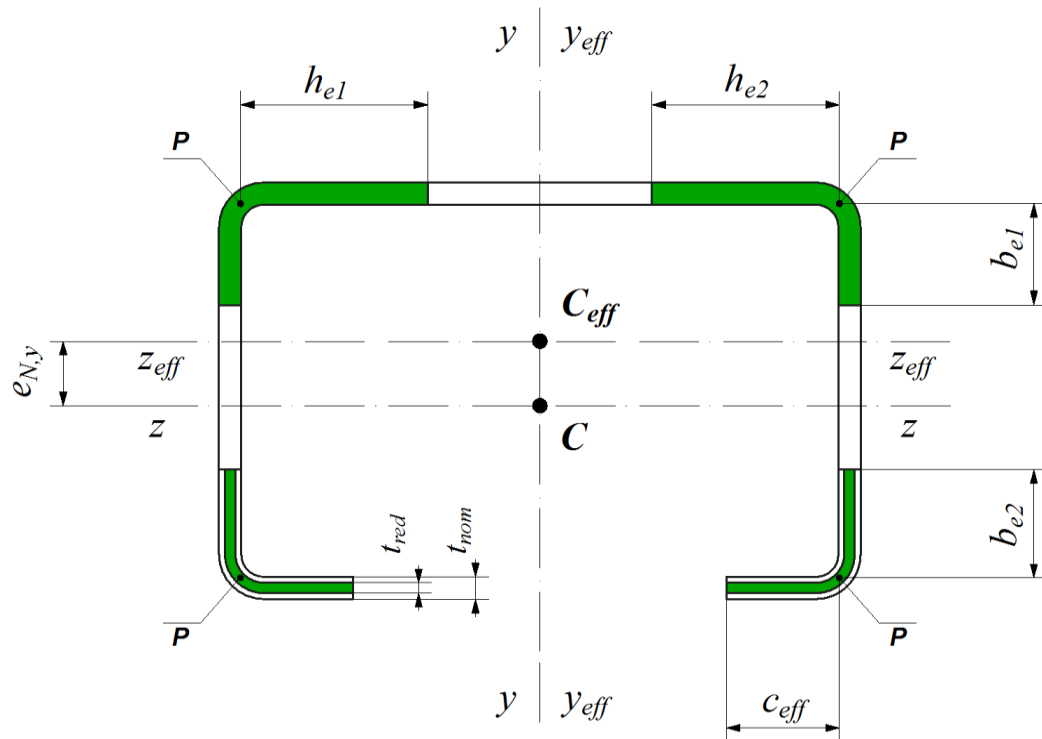 y y_eff
h_e1 h_e2
P P
b_e1
C_eff
e_N,y z_eff z_eff
z z
C
t_red t_nom b_e2
P P
y y_eff c_eff